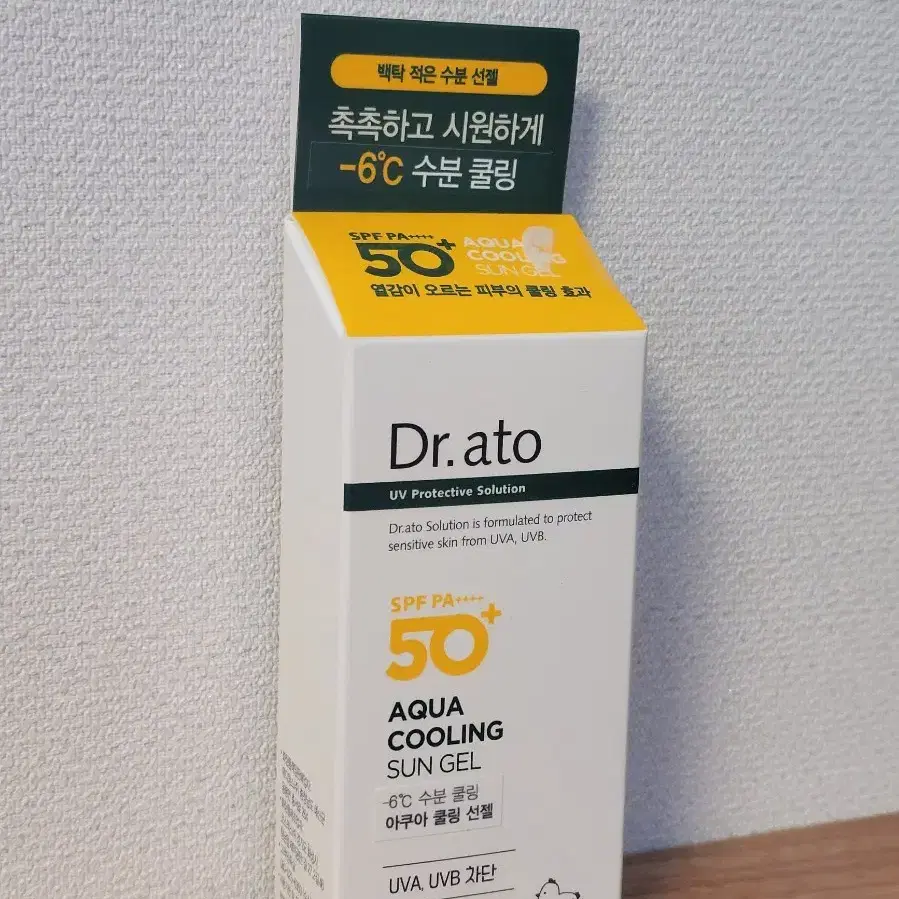 백탁 적은 수분 선젤
촉촉하고 시원하게
-6℃ 수분 쿨링
SPF PA++++
50+
AQUA
COOLING
SUN GEL
열감이 오르는 피부의 쿨링 효과
Dr.ato
UV Protective Solution
Dr.ato Solution is formulated to protect
sensitive skin from UVA, UVB.
SPF PA++++
50+
AQUA
COOLING
SUN GEL
-6℃ 수분 쿨링
아쿠아 쿨링 선젤
UVA, UVB 차단